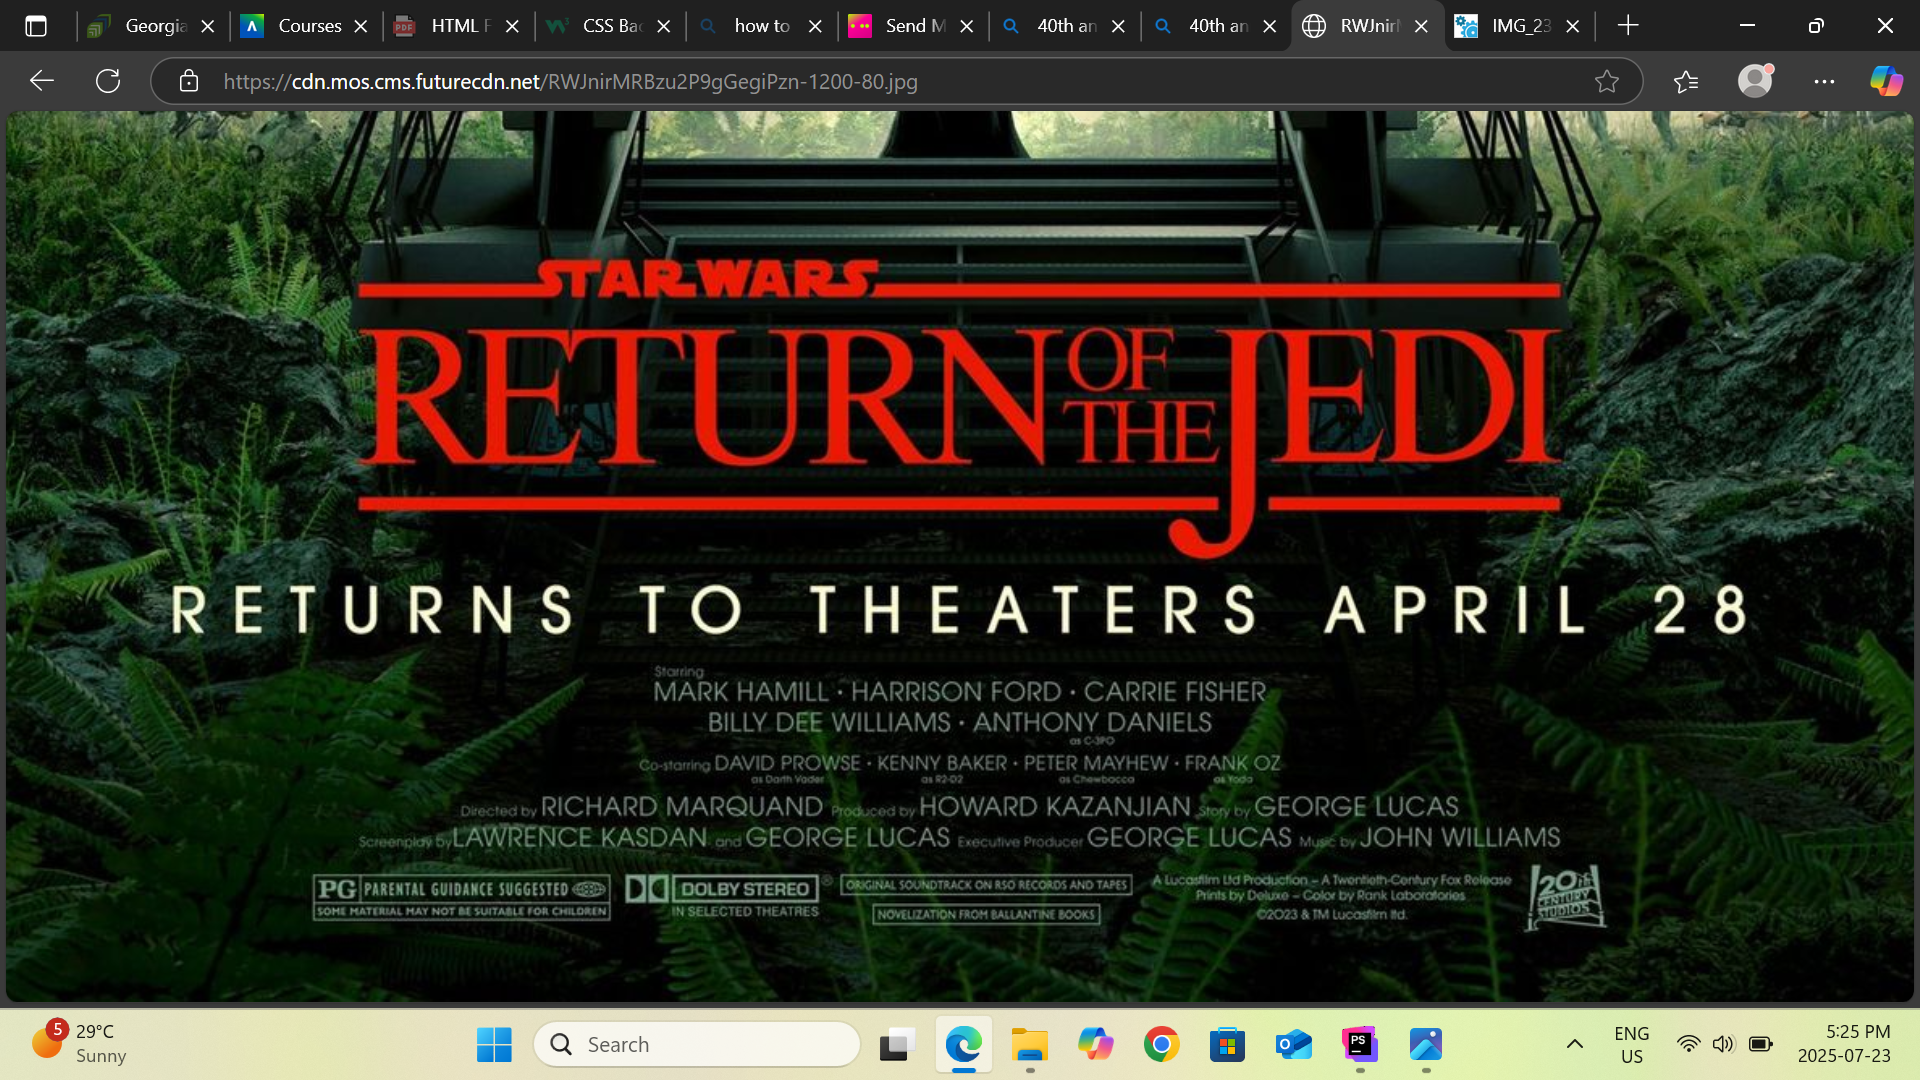 Georgia
Courses
HTML F
CSS Bac
how to
Send M
40th an
40th an
RWJnirM
IMG_23
https://cdn.mos.cms.futurecdn.net/RWJnirMRBzu2P9gGegiPzn-1200-80.jpg
STAR WARS
RETURN OF THE JEDI
RETURNS TO THEATERS APRIL 28
Starring
MARK HAMILL · HARRISON FORD · CARRIE FISHER
BILLY DEE WILLIAMS · ANTHONY DANIELS
as C-3PO
Co-starring DAVID PROWSE · KENNY BAKER · PETER MAYHEW · FRANK OZ
as Darth Vader as R2-D2 as Chewbacca as Yoda
Directed by RICHARD MARQUAND Produced by HOWARD KAZANJIAN Story by GEORGE LUCAS
Screenplay by LAWRENCE KASDAN and GEORGE LUCAS Executive Producer GEORGE LUCAS Music by JOHN WILLIAMS
PG PARENTAL GUIDANCE SUGGESTED
SOME MATERIAL MAY NOT BE SUITABLE FOR CHILDREN
DOLBY STEREO ®
IN SELECTED THEATRES
ORIGINAL SOUNDTRACK ON RSO RECORDS AND TAPES
NOVELIZATION FROM BALLANTINE BOOKS
A Lucasfilm Ltd Production – A Twentieth-Century Fox Release
Prints by Deluxe – Color by Rank Laboratories
©2023 & TM Lucasfilm ltd.
20th
CENTURY
STUDIOS
5
29°C
Sunny
Search
PS
ENG
US
5:25 PM
2025-07-23